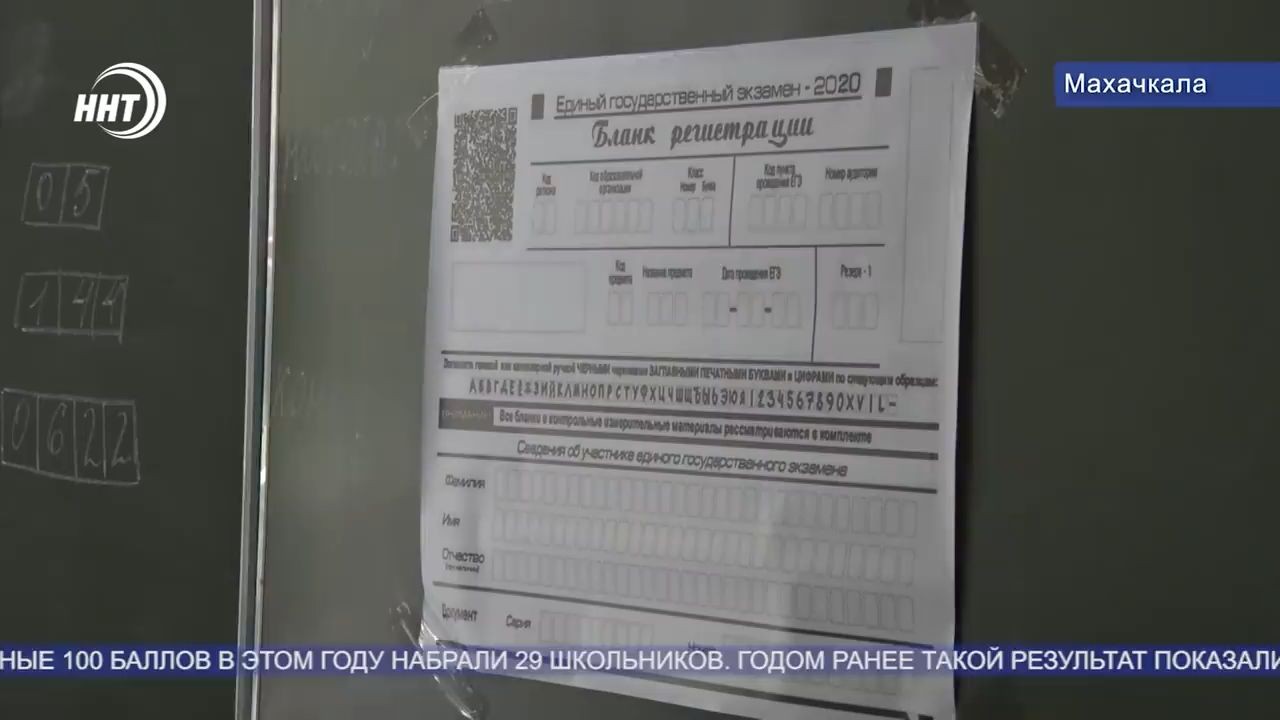 ННТ
Махачкала
05
144
0622
Единый государственный экзамен - 2020
Бланк регистрации
Код региона
Код образовательной организации
Класс
Номер Буква
Код пункта проведения ЕГЭ
Номер аудитории
Код предмета
Название предмета
Дата проведения ЕГЭ
Резерв - 1
Заполнять гелевой или капиллярной ручкой ЧЕРНЫМИ чернилами ЗАГЛАВНЫМИ ПЕЧАТНЫМИ БУКВАМИ и ЦИФРАМИ по следующим образцам:
АБВГДЕЁЖЗИЙКЛМНОПРСТУФХЦЧШЩЪЫЬЭЮЯ1234567890XVIL-
ВНИМАНИЕ!
Все бланки и контрольные измерительные материалы рассматриваются в комплекте
Сведения об участнике единого государственного экзамена
Фамилия
Имя
Отчество
(при наличии)
Документ
Серия
НЫЕ 100 БАЛЛОВ В ЭТОМ ГОДУ НАБРАЛИ 29 ШКОЛЬНИКОВ. ГОДОМ РАНЕЕ ТАКОЙ РЕЗУЛЬТАТ ПОКАЗАЛИ